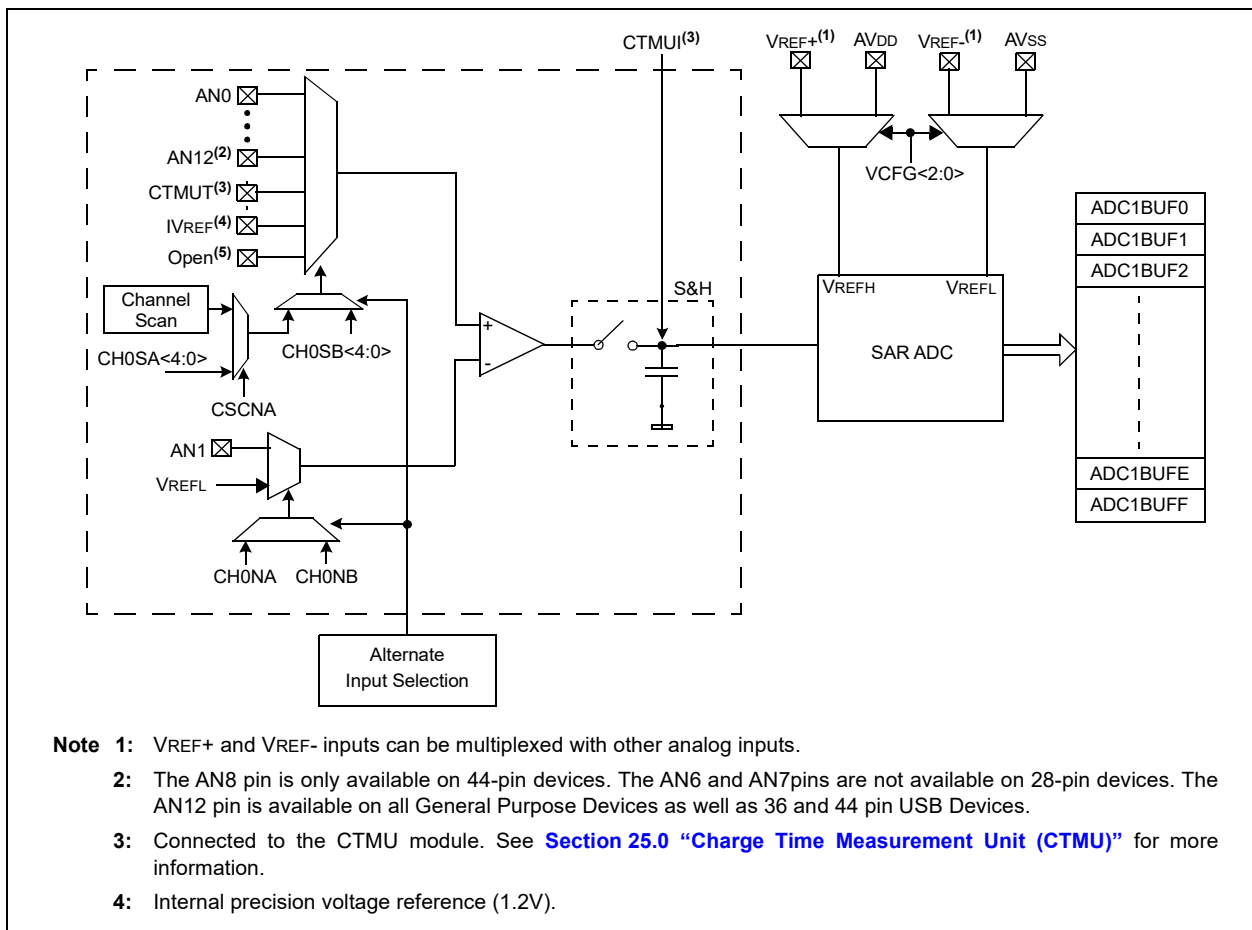 CTMUI(3)
VREF+(1) AVDD VREF-(1) AVSS
AN0
AN12(2)
CTMUT(3)
IVREF(4)
Open(5)
VCFG<2:0>
ADC1BUF0
ADC1BUF1
ADC1BUF2
S&H
VREFH VREFL
Channel
Scan
CH0SA<4:0>
CH0SB<4:0>
+
-
SAR ADC
CSCNA
AN1
VREFL
ADC1BUFE
ADC1BUFF
CH0NA CH0NB
Alternate
Input Selection
Note 1: VREF+ and VREF- inputs can be multiplexed with other analog inputs.
2: The AN8 pin is only available on 44-pin devices. The AN6 and AN7pins are not available on 28-pin devices. The
AN12 pin is available on all General Purpose Devices as well as 36 and 44 pin USB Devices.
3: Connected to the CTMU module. See Section 25.0 “Charge Time Measurement Unit (CTMU)” for more
information.
4: Internal precision voltage reference (1.2V).